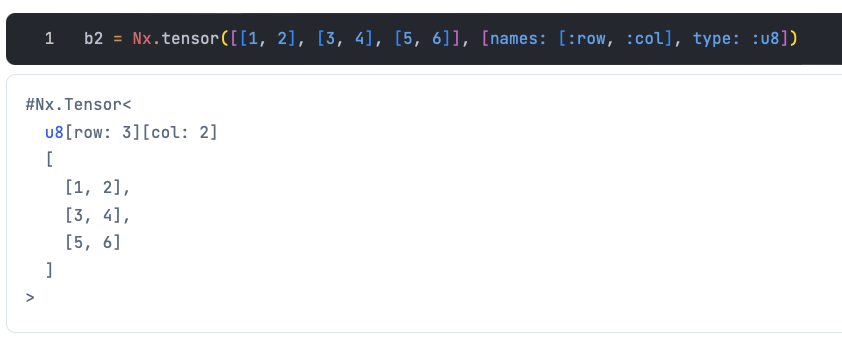 1 b2 = Nx.tensor([[1, 2], [3, 4], [5, 6]], [names: [:row, :col], type: :u8])
#Nx.Tensor<
  u8[row: 3][col: 2]
  [
    [1, 2],
    [3, 4],
    [5, 6]
  ]
>